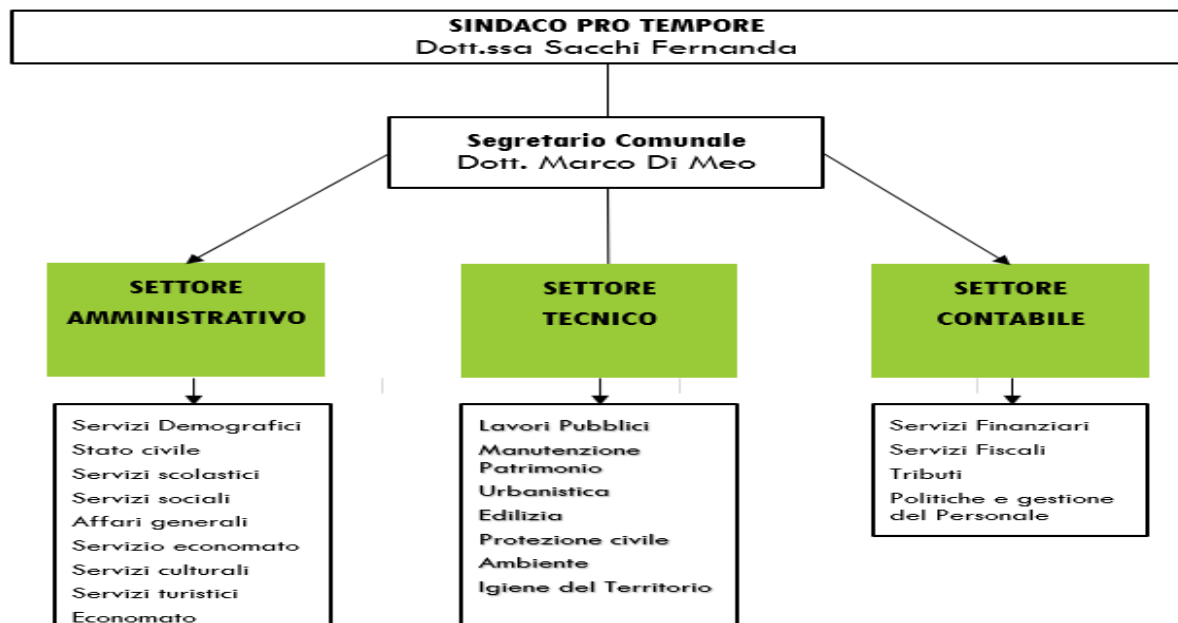 SINDACO PRO TEMPORE
Dott.ssa Sacchi Fernanda
Segretario Comunale
Dott. Marco Di Meo
SETTORE
AMMINISTRATIVO
SETTORE
TECNICO
SETTORE
CONTABILE
Servizi Demografici
Stato civile
Servizi scolastici
Servizi sociali
Affari generali
Servizio economato
Servizi culturali
Servizi turistici
Economato
Lavori Pubblici
Manutenzione
Patrimonio
Urbanistica
Edilizia
Protezione civile
Ambiente
Igiene del Territorio
Servizi Finanziari
Servizi Fiscali
Tributi
Politiche e gestione
del Personale